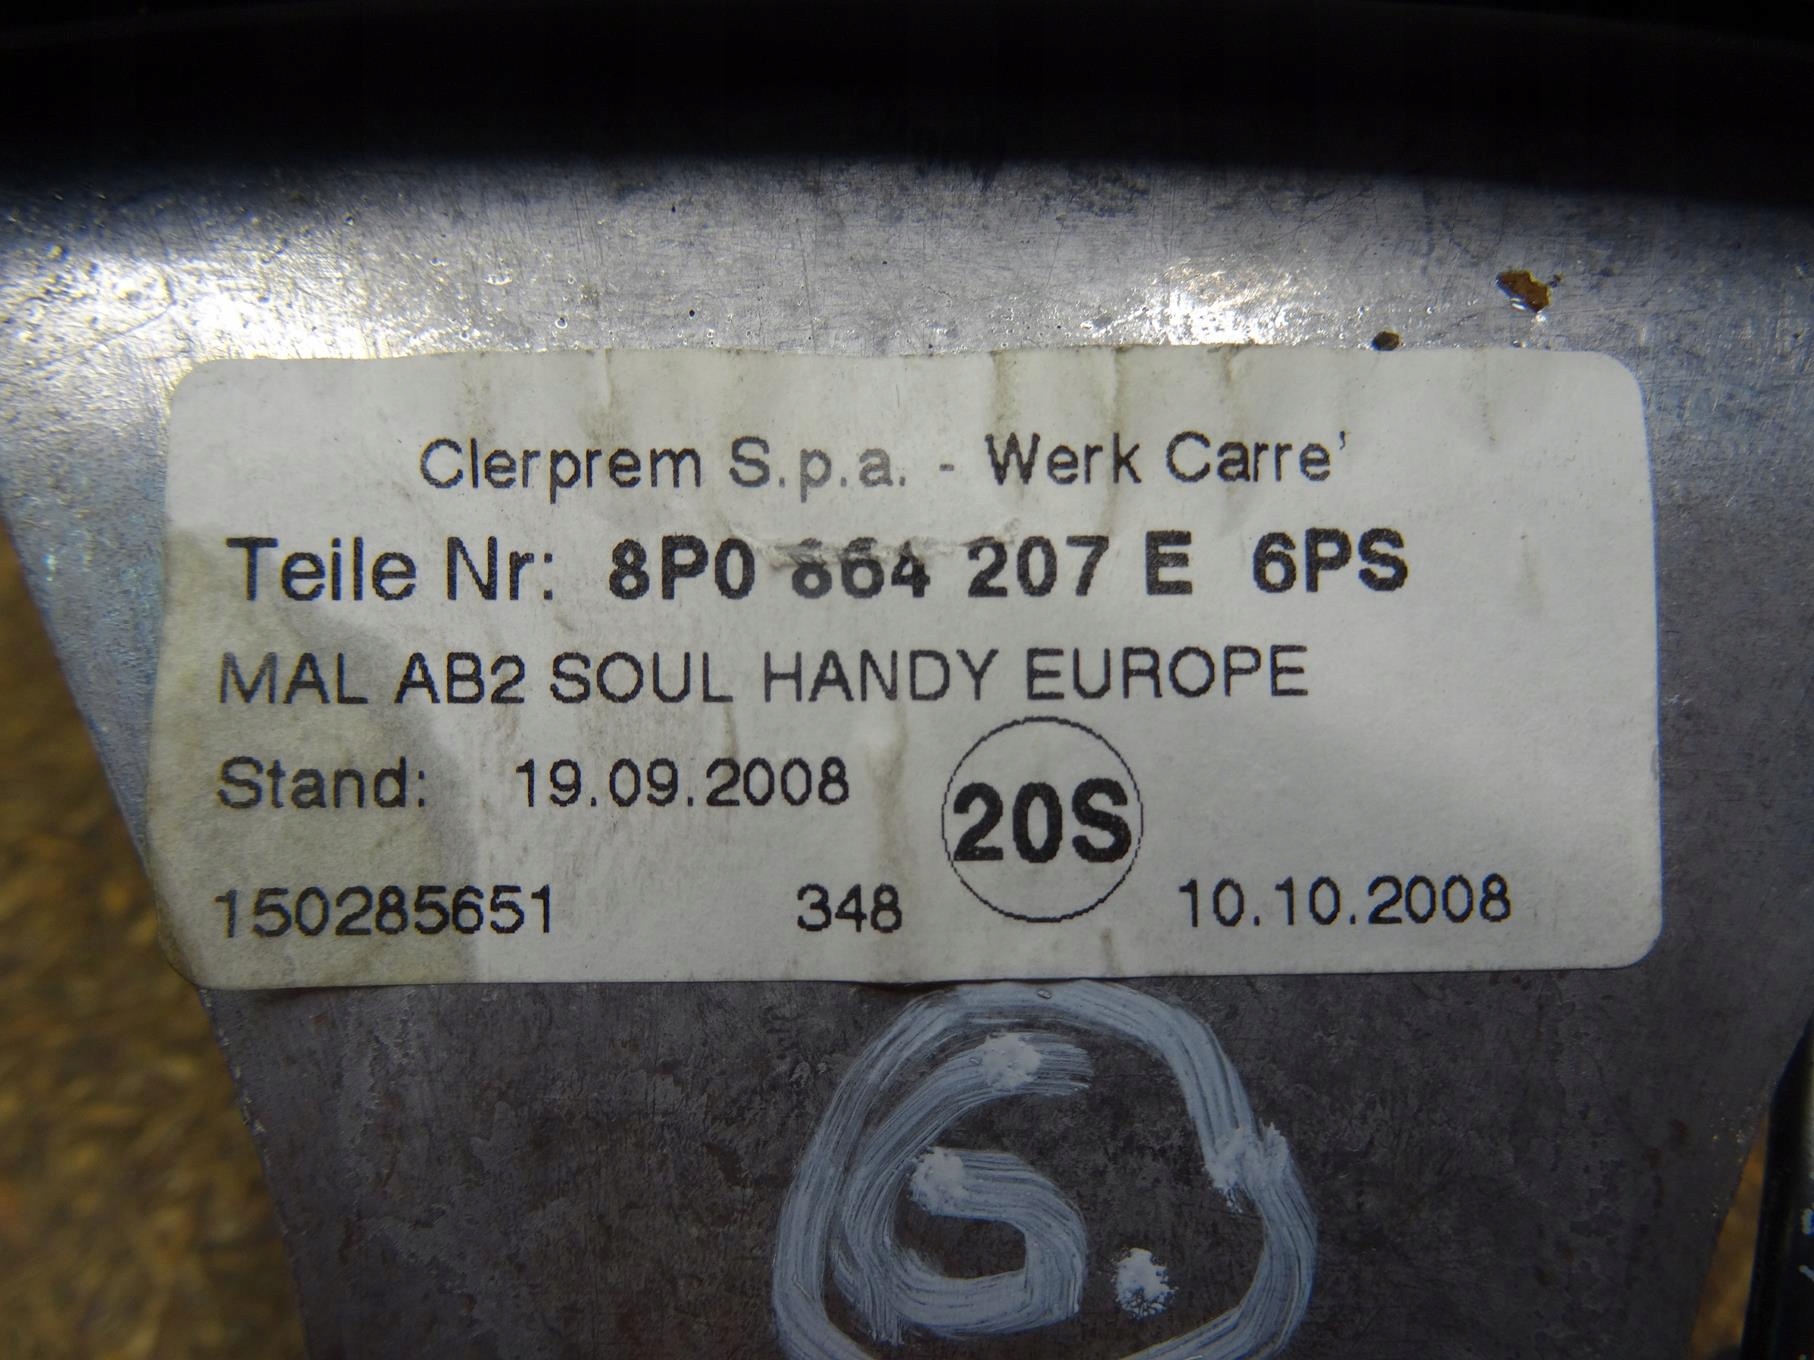 Clerprem S.p.a. - Werk Carre'
Teile Nr: 8P0 864 207 E 6PS
MAL AB2 SOUL HANDY EUROPE
Stand: 19.09.2008
20S
150285651 348 10.10.2008
6.